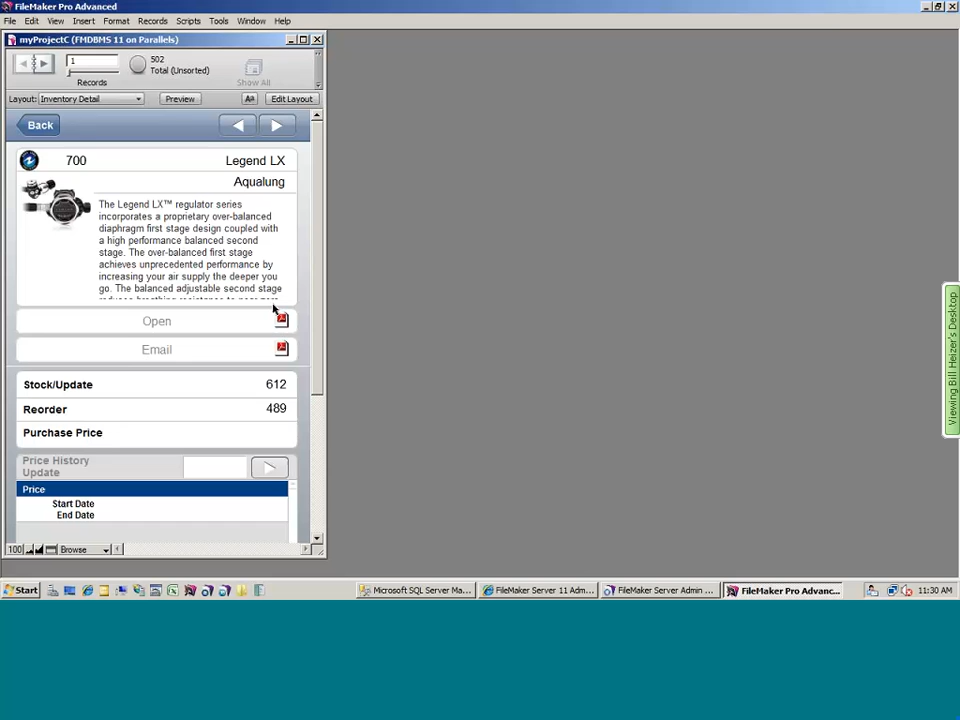 FileMaker Pro Advanced
File Edit View Insert Format Records Scripts Tools Window Help
myProjectC (FMDBMS 11 on Parallels)
1
Records
502
Total (Unsorted)
Show All
Layout: Inventory Detail Preview Aa Edit Layout
Back
700 Legend LX
Aqualung
The Legend LX™ regulator series
incorporates a proprietary over-balanced
diaphragm first stage design coupled with
a high performance balanced second
stage. The over-balanced first stage
achieves unprecedented performance by
increasing your air supply the deeper you
go. The balanced adjustable second stage
Open
Email
Stock/Update 612
Reorder 489
Purchase Price
Price History
Update
Price
Start Date
End Date
100 Browse
Viewing Bill Heizer's Desktop
Start Microsoft SQL Server Ma... FileMaker Server 11 Adm... FileMaker Server Admin ... FileMaker Pro Advanc... 11:30 AM